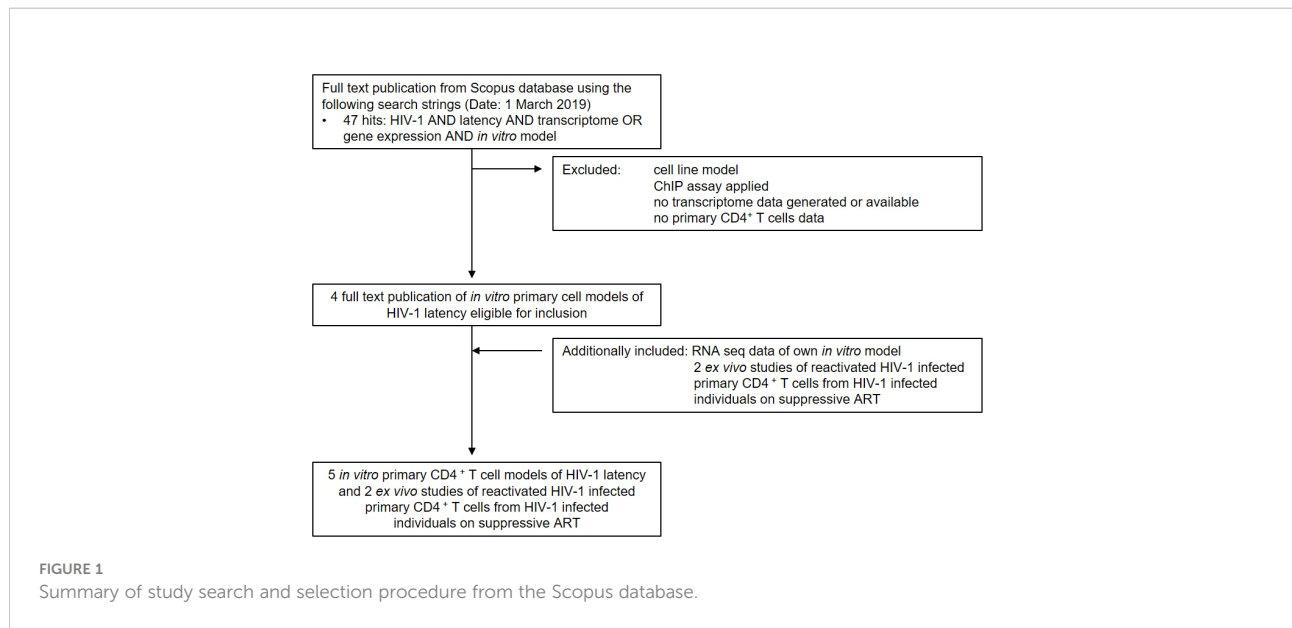 Full text publication from Scopus database using the
following search strings (Date: 1 March 2019)
• 47 hits: HIV-1 AND latency AND transcriptome OR
gene expression AND in vitro model
Excluded: cell line model
ChIP assay applied
no transcriptome data generated or available
no primary CD4⁺ T cells data
4 full text publication of in vitro primary cell models of
HIV-1 latency eligible for inclusion
Additionally included: RNA seq data of own in vitro model
2 ex vivo studies of reactivated HIV-1 infected
primary CD4⁺ T cells from HIV-1 infected
individuals on suppressive ART
5 in vitro primary CD4⁺ T cell models of HIV-1 latency
and 2 ex vivo studies of reactivated HIV-1 infected
primary CD4⁺ T cells from HIV-1 infected
individuals on suppressive ART
FIGURE 1
Summary of study search and selection procedure from the Scopus database.